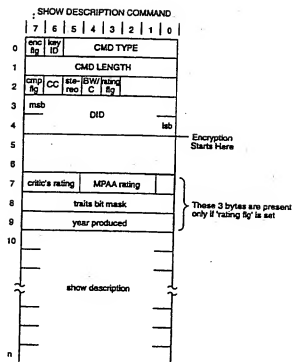 SHOW DESCRIPTION COMMAND
| 7 | 6 | 5 | 4 | 3 | 2 | 1 | 0 |
0 enc flg key ID CMD TYPE
1 CMD LENGTH
2 cmp flg CC ste-reo BW/C rating flg
3 msb
DID
4 lsb
Encryption Starts Here
5
6
7 critic's rating MPAA rating
8 traits bit mask
9 year produced
These 3 bytes are present only if 'rating flg' is set
10
show description
n